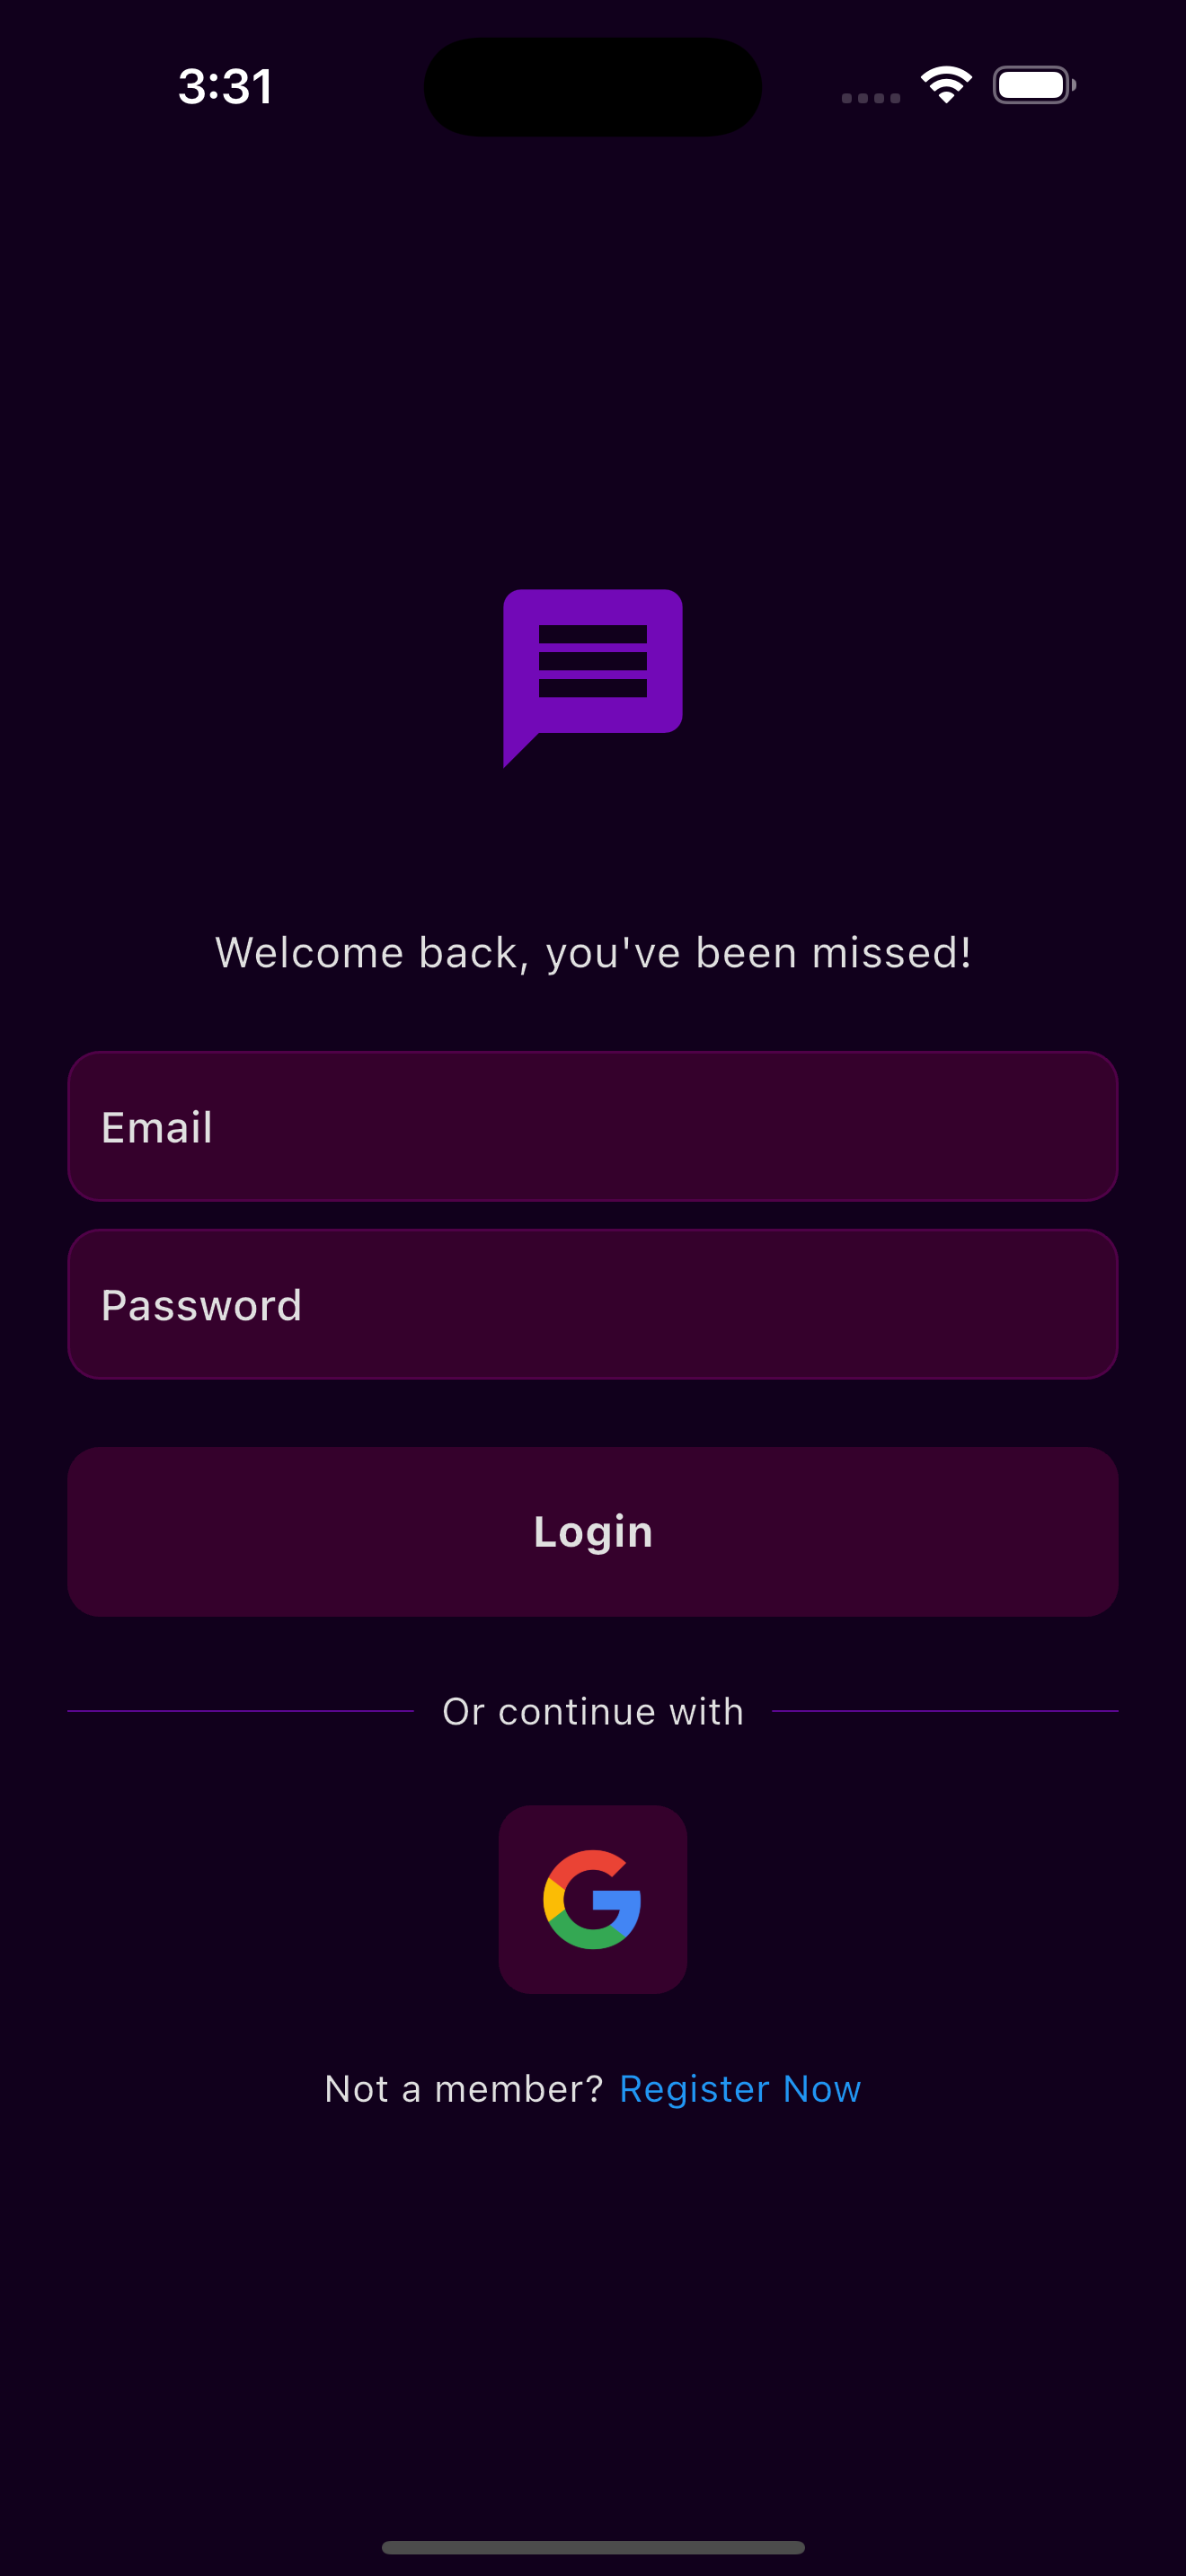 3:31
Welcome back, you've been missed!
Email
Password
Login
Or continue with
Not a member? Register Now